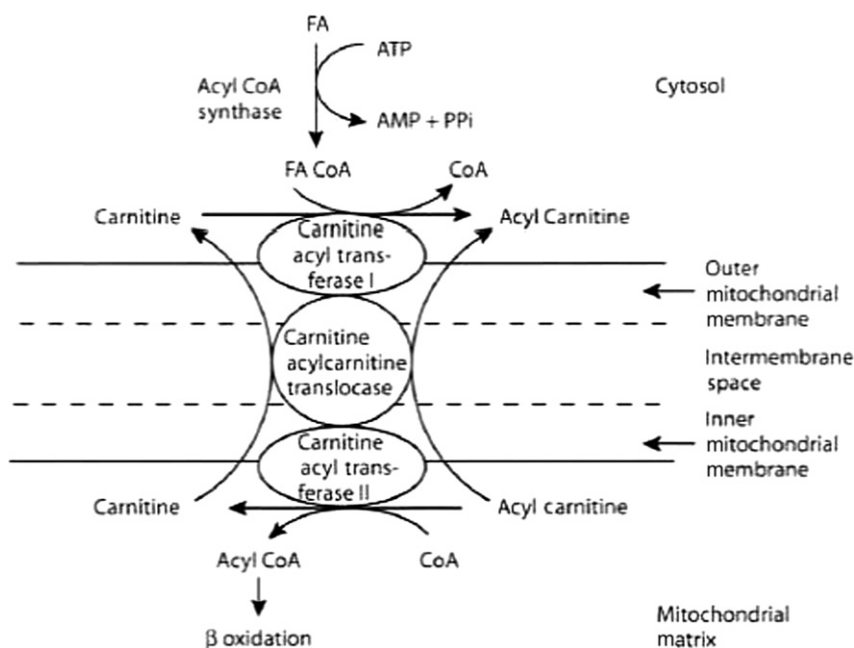 FA
ATP
Acyl CoA
synthase
Cytosol
AMP + PPi
FA CoA
CoA
Carnitine
Acyl Carnitine
Carnitine
acyl trans-
ferase I
Outer
mitochondrial
membrane
Carnitine
acylcarnitine
translocase
Intermembrane
space
Inner
mitochondrial
membrane
Carnitine
acyl trans-
ferase II
Carnitine
Acyl carnitine
Acyl CoA
CoA
β oxidation
Mitochondrial
matrix